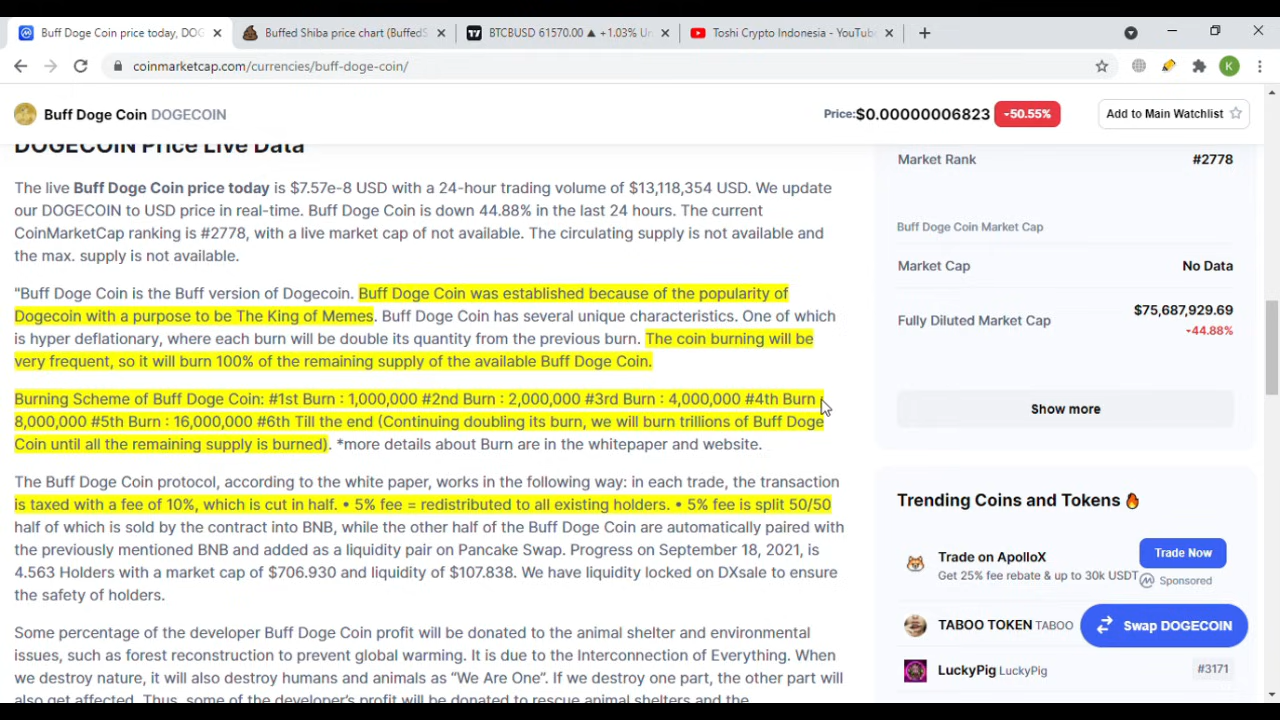 Buff Doge Coin price today, DOG
Buffed Shiba price chart (BuffedS
BTCBUSD 61570.00 ▲ +1.03% Un
Toshi Crypto Indonesia - YouTube
coinmarketcap.com/currencies/buff-doge-coin/
K
Buff Doge Coin DOGECOIN
Price:$0.00000006823 -50.55%
Add to Main Watchlist
DOGECOIN Price Live Data
The live Buff Doge Coin price today is $7.57e-8 USD with a 24-hour trading volume of $13,118,354 USD. We update
our DOGECOIN to USD price in real-time. Buff Doge Coin is down 44.88% in the last 24 hours. The current
CoinMarketCap ranking is #2778, with a live market cap of not available. The circulating supply is not available and
the max. supply is not available.
"Buff Doge Coin is the Buff version of Dogecoin. Buff Doge Coin was established because of the popularity of
Dogecoin with a purpose to be The King of Memes. Buff Doge Coin has several unique characteristics. One of which
is hyper deflationary, where each burn will be double its quantity from the previous burn. The coin burning will be
very frequent, so it will burn 100% of the remaining supply of the available Buff Doge Coin.
Burning Scheme of Buff Doge Coin: #1st Burn : 1,000,000 #2nd Burn : 2,000,000 #3rd Burn : 4,000,000 #4th Burn :
8,000,000 #5th Burn : 16,000,000 #6th Till the end (Continuing doubling its burn, we will burn trillions of Buff Doge
Coin until all the remaining supply is burned). *more details about Burn are in the whitepaper and website.
The Buff Doge Coin protocol, according to the white paper, works in the following way: in each trade, the transaction
is taxed with a fee of 10%, which is cut in half. • 5% fee = redistributed to all existing holders. • 5% fee is split 50/50
half of which is sold by the contract into BNB, while the other half of the Buff Doge Coin are automatically paired with
the previously mentioned BNB and added as a liquidity pair on Pancake Swap. Progress on September 18, 2021, is
4.563 Holders with a market cap of $706.930 and liquidity of $107.838. We have liquidity locked on DXsale to ensure
the safety of holders.
Some percentage of the developer Buff Doge Coin profit will be donated to the animal shelter and environmental
issues, such as forest reconstruction to prevent global warming. It is due to the Interconnection of Everything. When
we destroy nature, it will also destroy humans and animals as “We Are One”. If we destroy one part, the other part will
also get affected. Thus, some of the developer’s profit will be donated to rescue animal shelters and the
Market Rank #2778
Buff Doge Coin Market Cap
Market Cap No Data
Fully Diluted Market Cap $75,687,929.69
-44.88%
Show more
Trending Coins and Tokens
Trade on ApolloX
Trade Now
Get 25% fee rebate & up to 30k USDT
Sponsored
TABOO TOKEN TABOO
Swap DOGECOIN
LuckyPig LuckyPig #3171